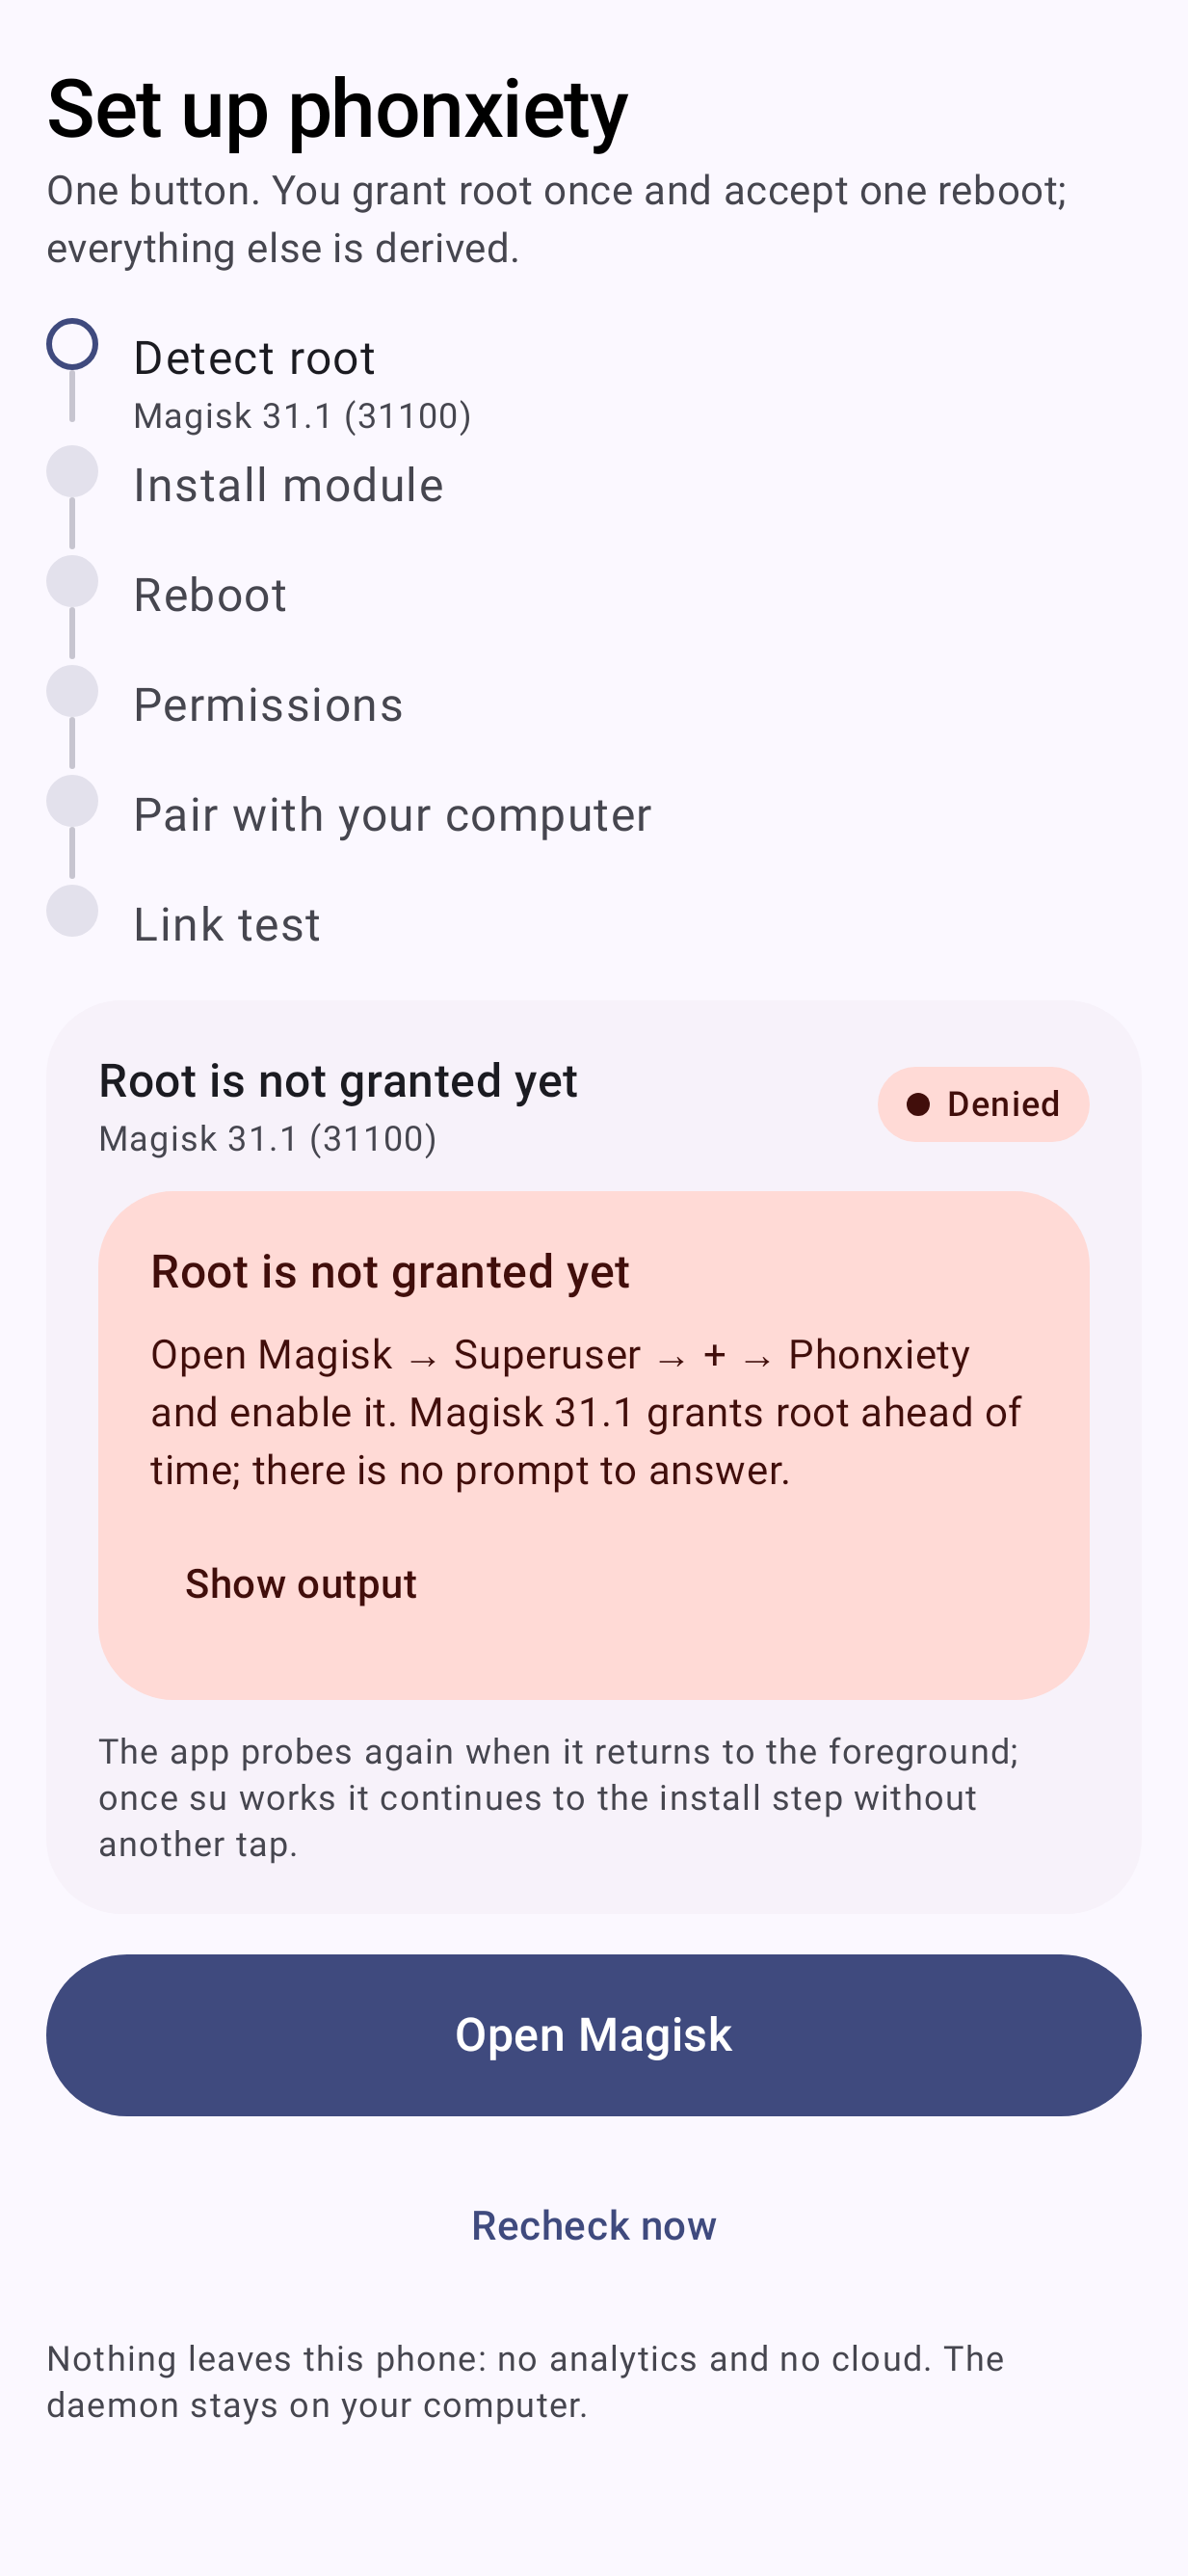 Set up phonxiety
One button. You grant root once and accept one reboot;
everything else is derived.
Detect root
Magisk 31.1 (31100)
Install module
Reboot
Permissions
Pair with your computer
Link test
Root is not granted yet
Magisk 31.1 (31100)
Denied
Root is not granted yet
Open Magisk → Superuser → + → Phonxiety
and enable it. Magisk 31.1 grants root ahead of
time; there is no prompt to answer.
Show output
The app probes again when it returns to the foreground;
once su works it continues to the install step without
another tap.
Open Magisk
Recheck now
Nothing leaves this phone: no analytics and no cloud. The
daemon stays on your computer.